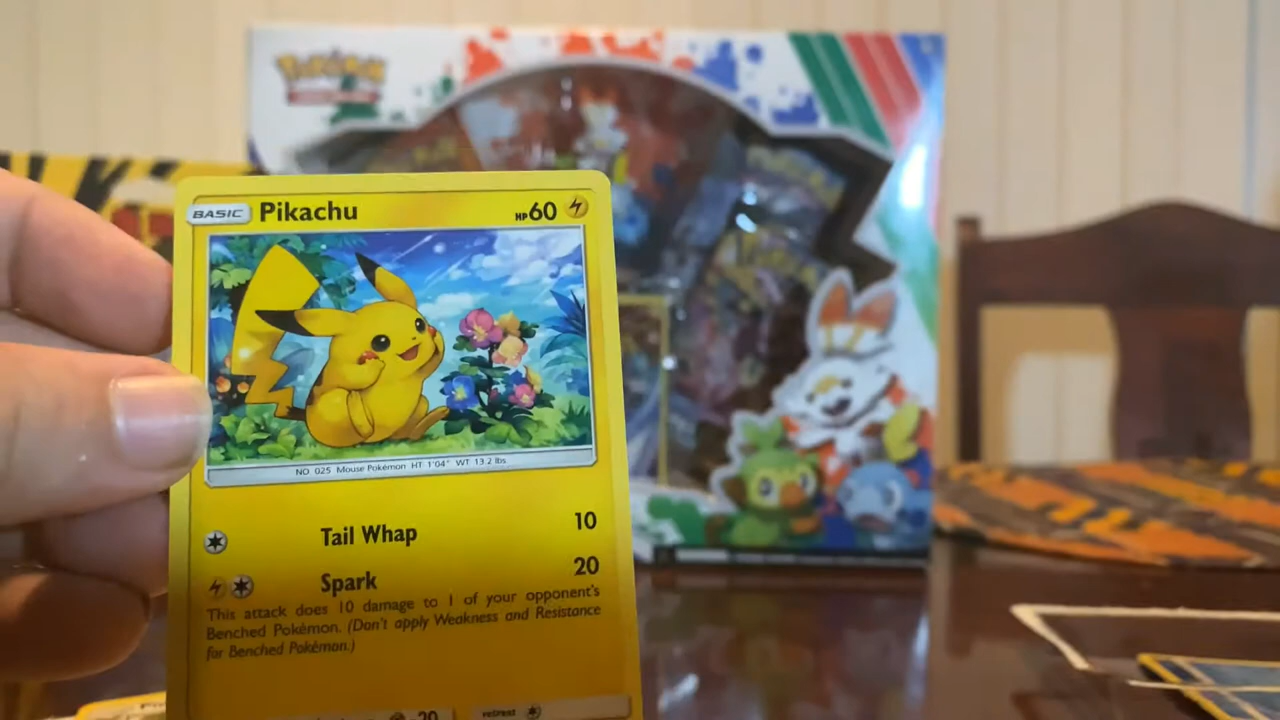 Pokémon
BASIC Pikachu HP60
NO 025 Mouse Pokémon HT 1'04" WT 13.2 lbs
Tail Whap 10
Spark 20
This attack does 10 damage to 1 of your opponent's
Benched Pokémon. (Don't apply Weakness and Resistance
for Benched Pokémon.)
-20 retreat